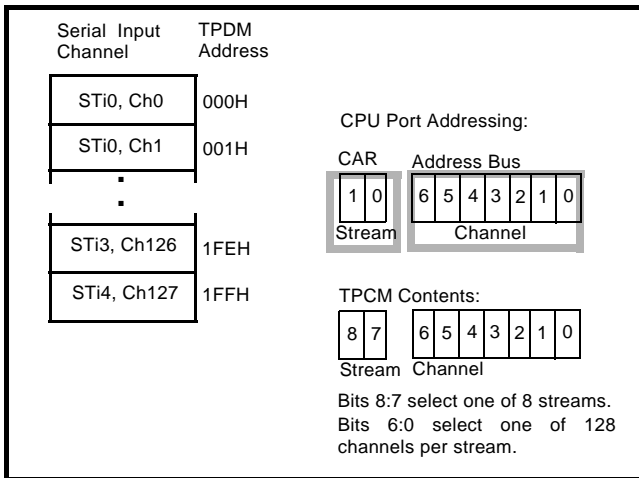 Serial Input Channel
TPDM Address
STi0, Ch0
000H
STi0, Ch1
001H
STi3, Ch126
1FEH
STi4, Ch127
1FFH
CPU Port Addressing:
CAR
Address Bus
1 0
6 5 4 3 2 1 0
Stream
Channel
TPCM Contents:
8 7
6 5 4 3 2 1 0
Stream
Channel
Bits 8:7 select one of 8 streams.
Bits 6:0 select one of 128
channels per stream.